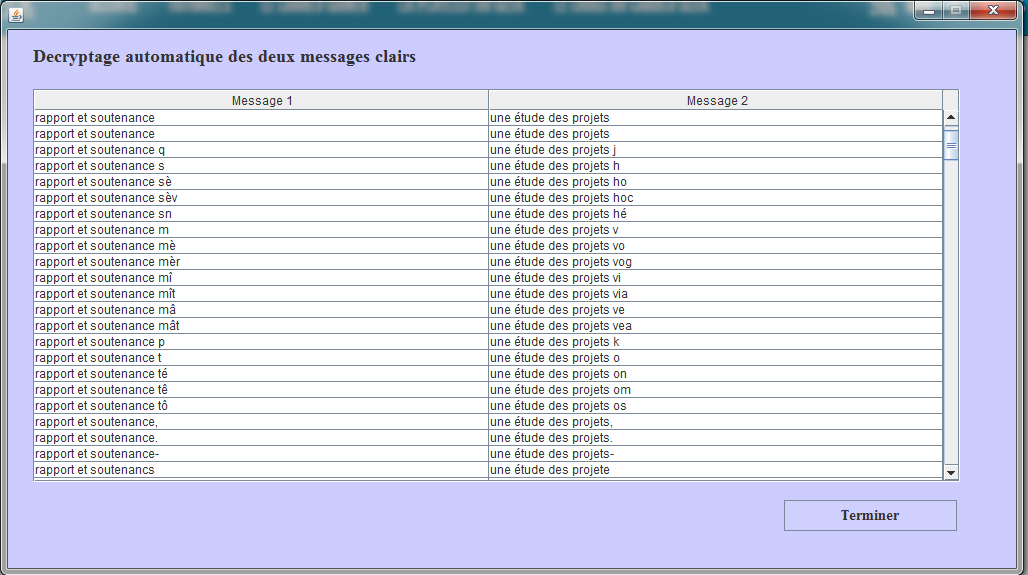 Decryptage automatique des deux messages clairs
Message 1 Message 2
rapport et soutenance une étude des projets
rapport et soutenance une étude des projets
rapport et soutenance q une étude des projets j
rapport et soutenance s une étude des projets h
rapport et soutenance sè une étude des projets ho
rapport et soutenance sèv une étude des projets hoc
rapport et soutenance sn une étude des projets hé
rapport et soutenance m une étude des projets v
rapport et soutenance mè une étude des projets vo
rapport et soutenance mèr une étude des projets vog
rapport et soutenance mî une étude des projets vi
rapport et soutenance mît une étude des projets via
rapport et soutenance mâ une étude des projets ve
rapport et soutenance mât une étude des projets vea
rapport et soutenance p une étude des projets k
rapport et soutenance t une étude des projets o
rapport et soutenance té une étude des projets on
rapport et soutenance tê une étude des projets om
rapport et soutenance tô une étude des projets os
rapport et soutenance, une étude des projets,
rapport et soutenance. une étude des projets.
rapport et soutenance- une étude des projets-
rapport et soutenancs une étude des projete
Terminer